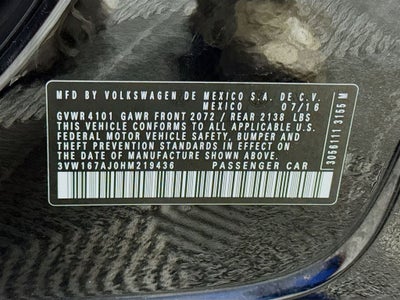 MFD BY VOLKSWAGEN DE MEXICO S.A. DE C.V.
MEXICO 07/16
GVWR 4101 GAWR FRONT 2072 / REAR 2138 LBS
THIS VEHICLE CONFORMS TO ALL APPLICABLE U.S.
FEDERAL MOTOR VEHICLE SAFETY, BUMPER AND
THEFT PREVENTION STANDARDS IN EFFECT ON THE
DATE OF MANUFACTURE SHOWN ABOVE
3VW167AJ0HM219436 PASSENGER CAR
3056111 3155 M